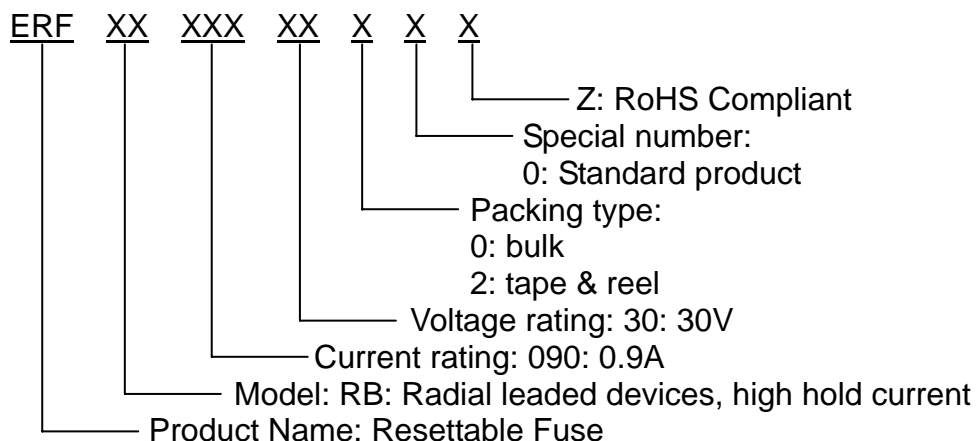 ERF XX XXX XX X X X
Z: RoHS Compliant
Special number:
0: Standard product
Packing type:
0: bulk
2: tape & reel
Voltage rating: 30: 30V
Current rating: 090: 0.9A
Model: RB: Radial leaded devices, high hold current
Product Name: Resettable Fuse